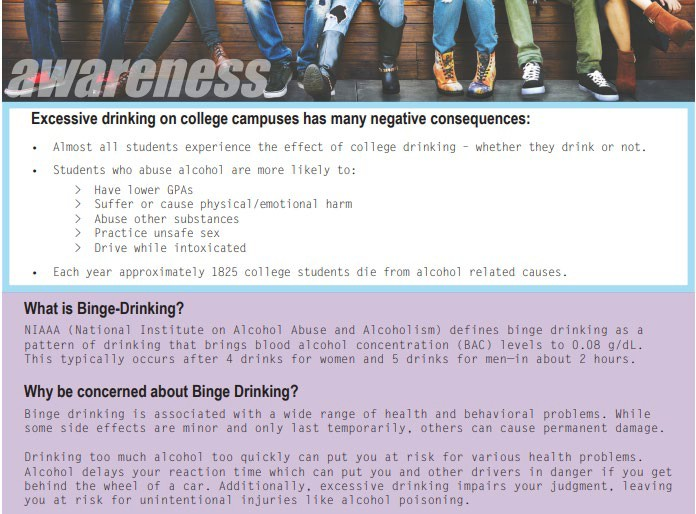 awareness
Excessive drinking on college campuses has many negative consequences:
• Almost all students experience the effect of college drinking – whether they drink or not.
• Students who abuse alcohol are more likely to:
> Have lower GPAs
> Suffer or cause physical/emotional harm
> Abuse other substances
> Practice unsafe sex
> Drive while intoxicated
• Each year approximately 1825 college students die from alcohol related causes.
What is Binge-Drinking?
NIAAA (National Institute on Alcohol Abuse and Alcoholism) defines binge drinking as a
pattern of drinking that brings blood alcohol concentration (BAC) levels to 0.08 g/dL.
This typically occurs after 4 drinks for women and 5 drinks for men—in about 2 hours.
Why be concerned about Binge Drinking?
Binge drinking is associated with a wide range of health and behavioral problems. While
some side effects are minor and only last temporarily, others can cause permanent damage.
Drinking too much alcohol too quickly can put you at risk for various health problems.
Alcohol delays your reaction time which can put you and other drivers in danger if you get
behind the wheel of a car. Additionally, excessive drinking impairs your judgment, leaving
you at risk for unintentional injuries like alcohol poisoning.